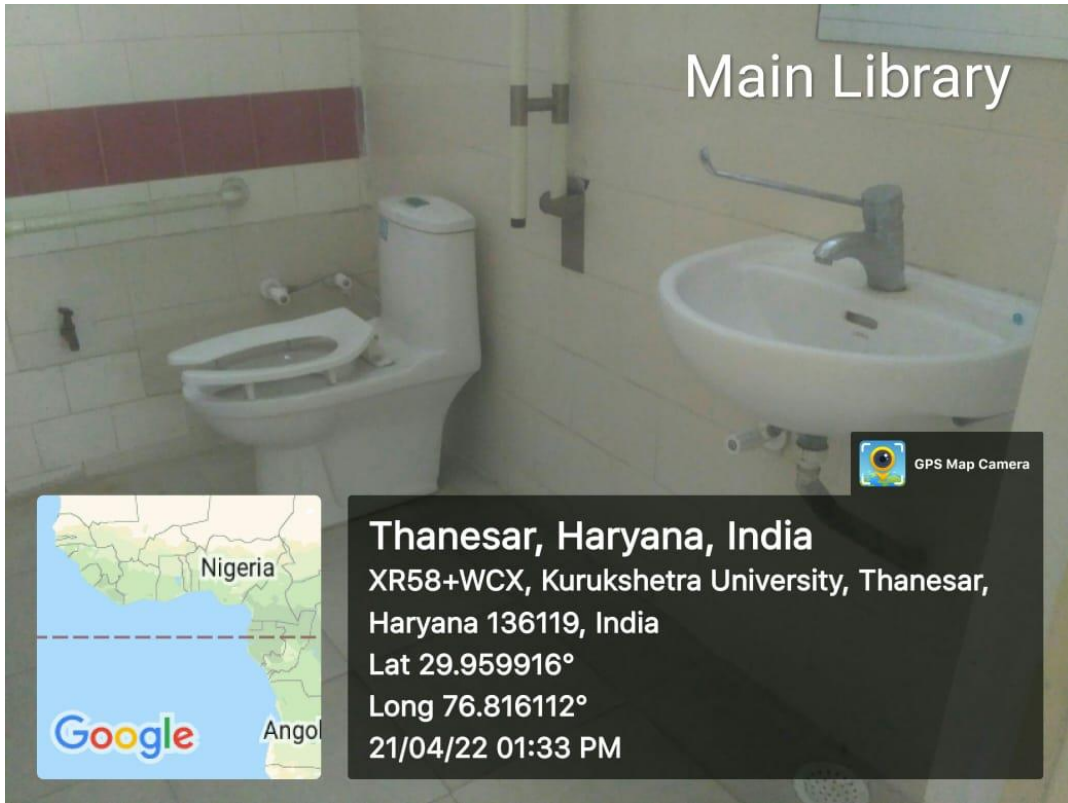 Main Library
GPS Map Camera
Nigeria
Angol
Google
Thanesar, Haryana, India
XR58+WCX, Kurukshetra University, Thanesar,
Haryana 136119, India
Lat 29.959916°
Long 76.816112°
21/04/22 01:33 PM